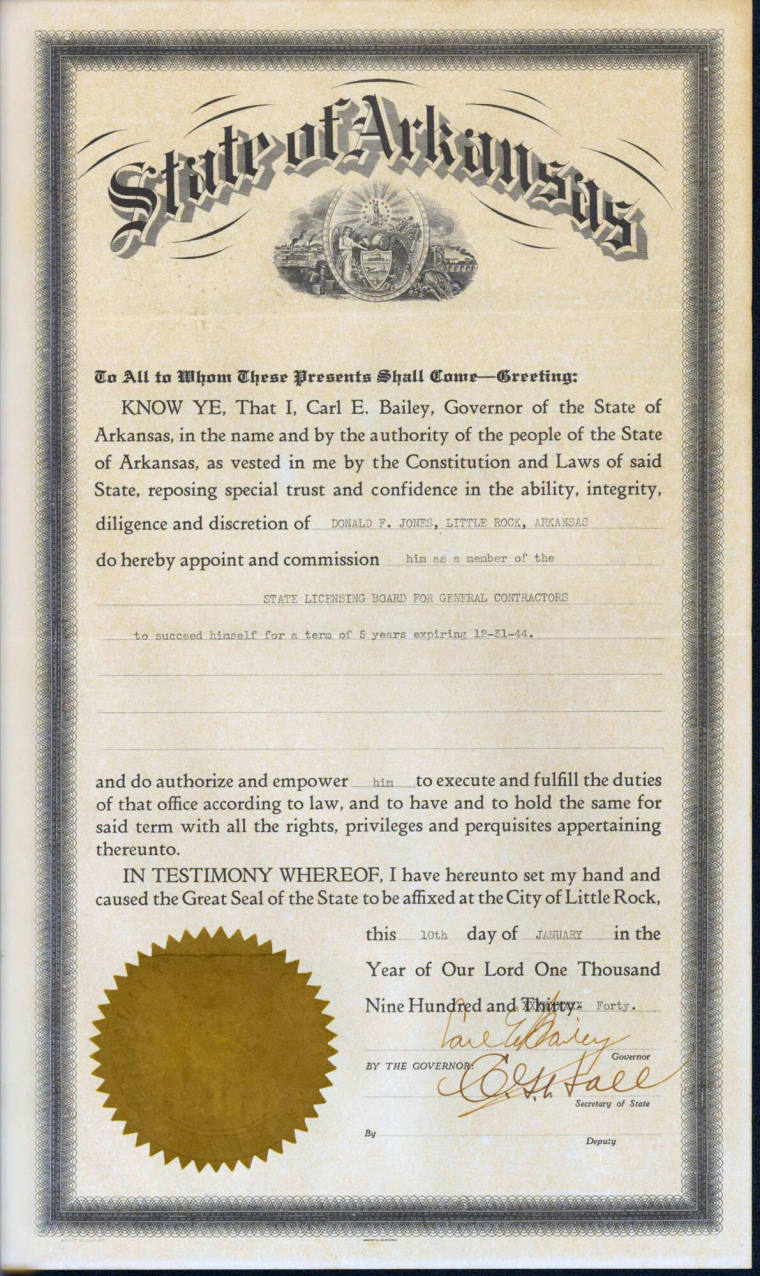 State of Arkansas
To All to Whom These Presents Shall Come—Greeting:
KNOW YE, That I, Carl E. Bailey, Governor of the State of
Arkansas, in the name and by the authority of the people of the State
of Arkansas, as vested in me by the Constitution and Laws of said
State, reposing special trust and confidence in the ability, integrity,
diligence and discretion of DONALD F. JONES, LITTLE ROCK, ARKANSAS
do hereby appoint and commission him as a member of the
STATE LICENSING BOARD FOR GENERAL CONTRACTORS
to succeed himself for a term of 5 years expiring 12-31-44.
and do authorize and empower him to execute and fulfill the duties
of that office according to law, and to have and to hold the same for
said term with all the rights, privileges and perquisites appertaining
thereunto.
IN TESTIMONY WHEREOF, I have hereunto set my hand and
caused the Great Seal of the State to be affixed at the City of Little Rock,
this 10th day of JANUARY in the
Year of Our Lord One Thousand
Nine Hundred and Thirty- Forty.
Carl E. Bailey
Governor
BY THE GOVERNOR:
C. G. Hall
Secretary of State
By
Deputy